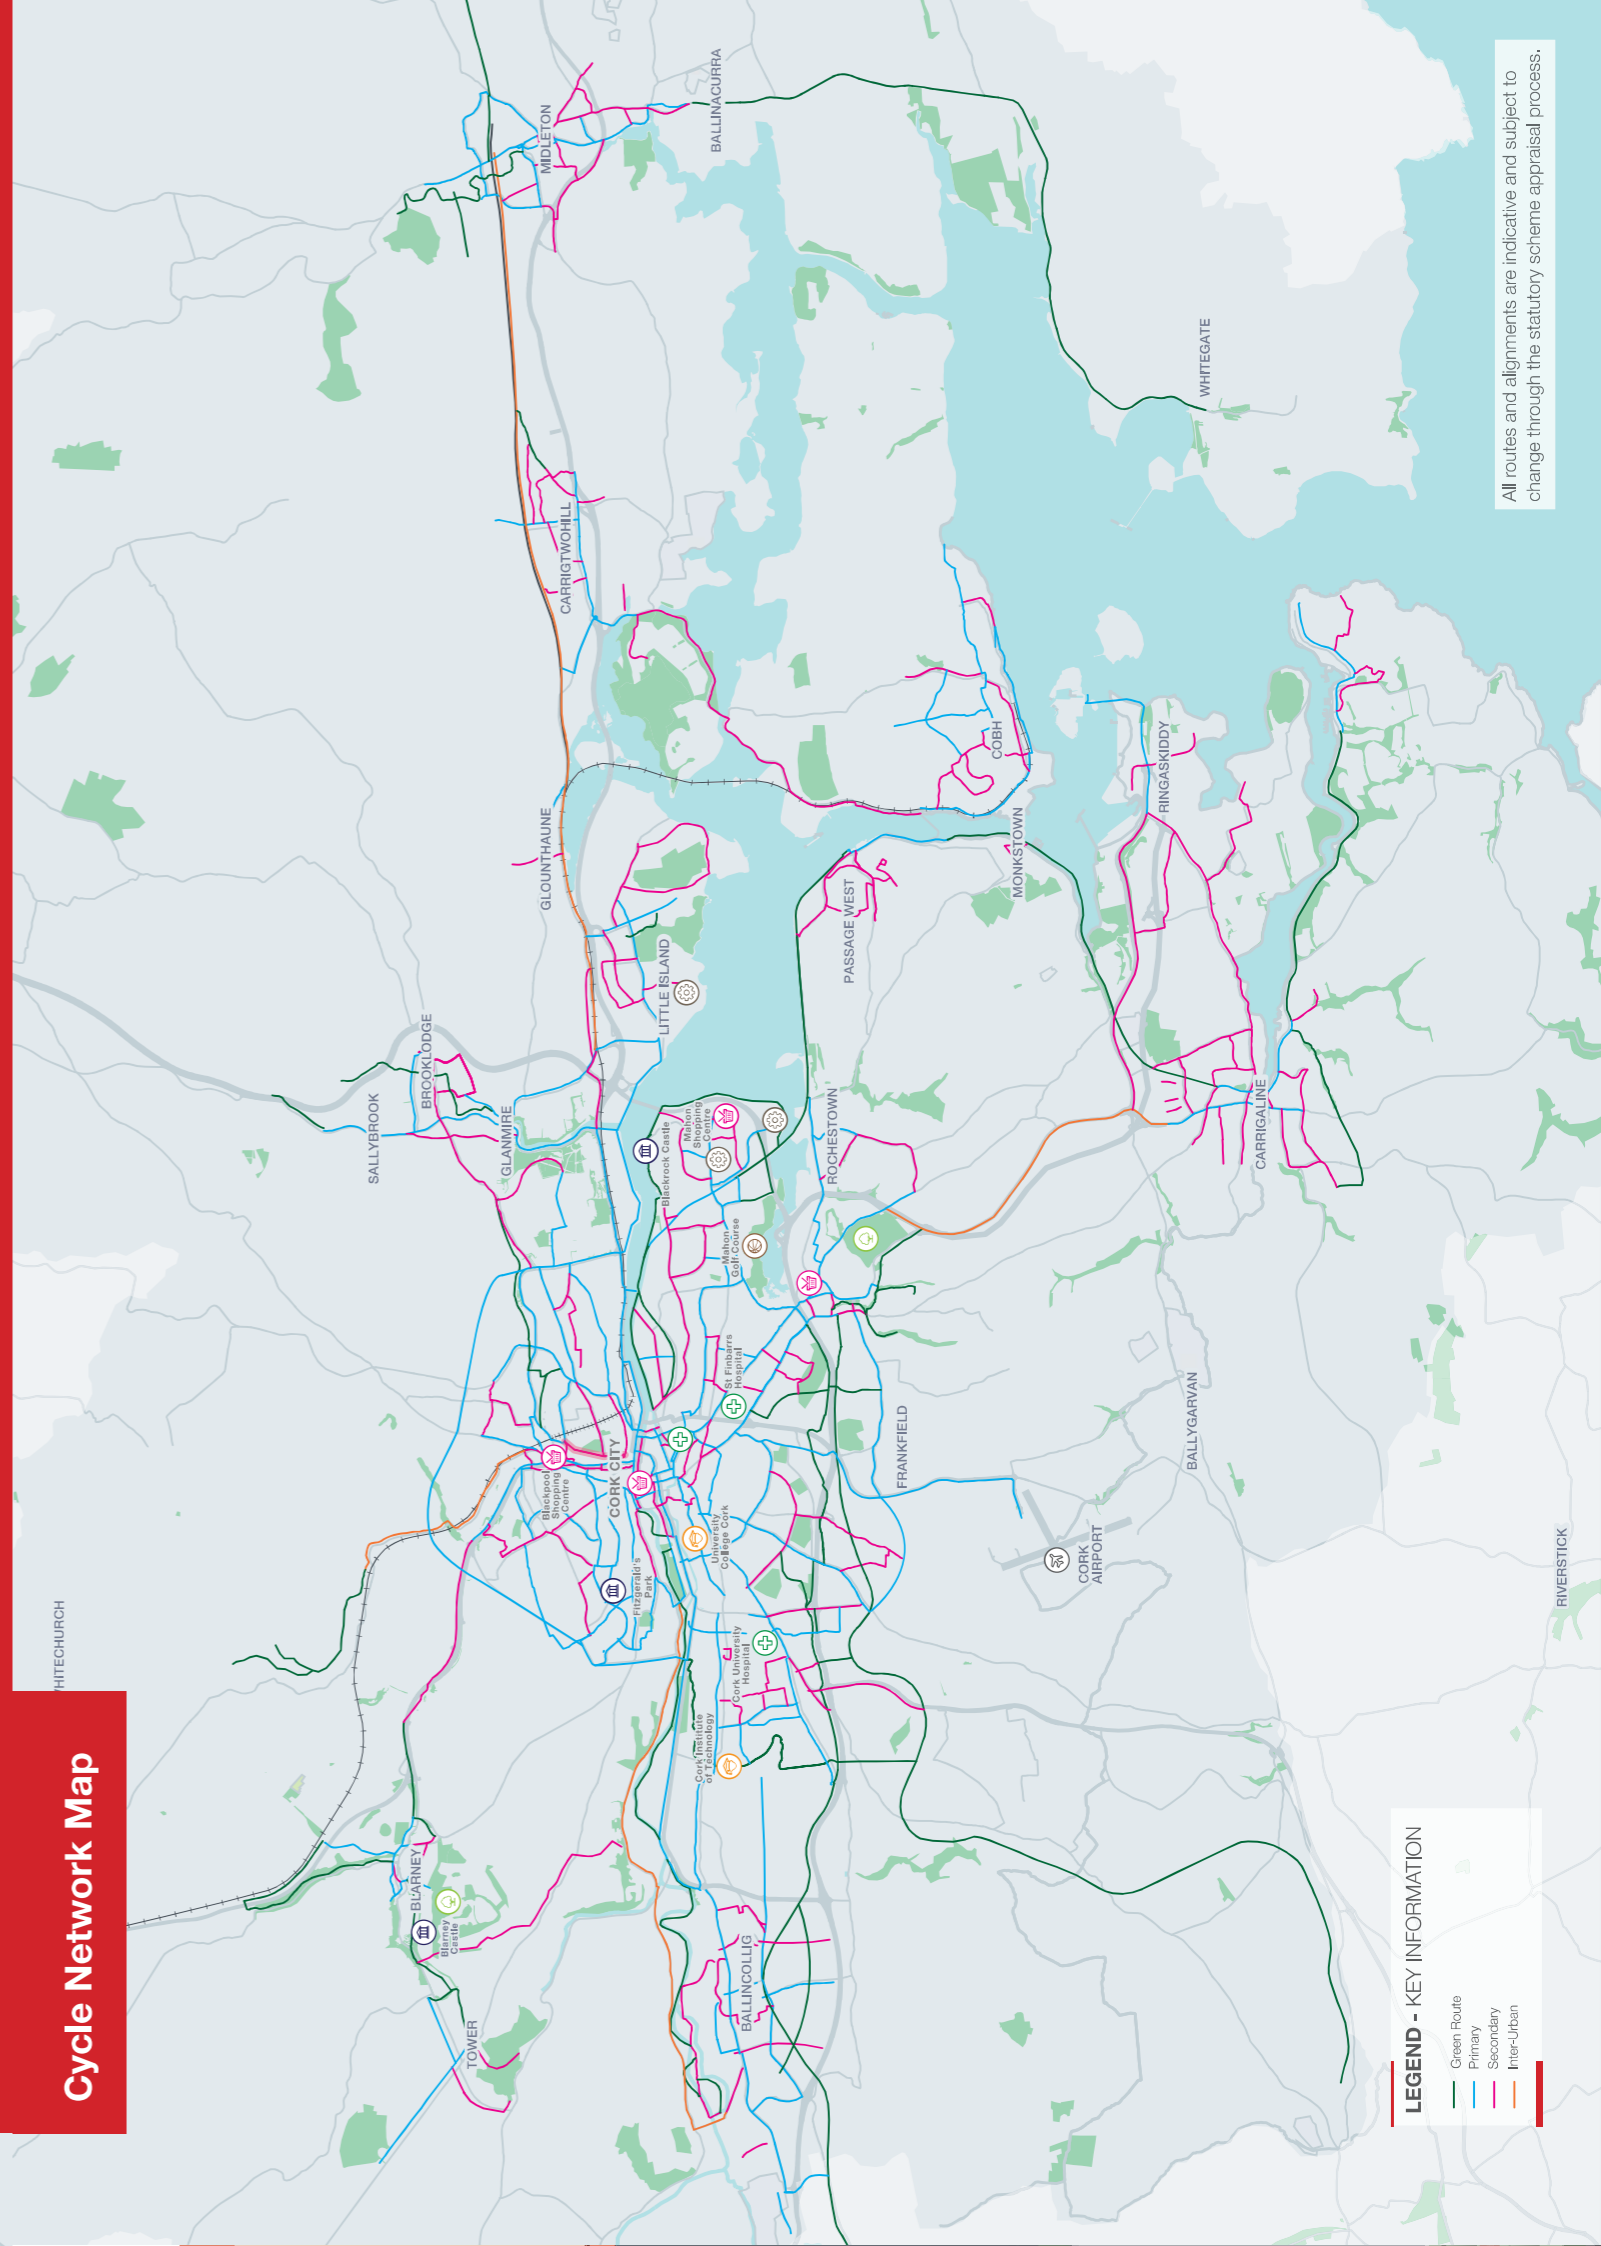 Cycle Network Map
HITECHURCH
BLARNEY
Blarney
Castle
TOWER
SALLYBROOK
BROOKLODGE
GLANMIRE
GLOUNTHAUNE
CARRIGTWOHILL
MIDLETON
BALLINACURRA
LITTLE ISLAND
Blackpool
Shopping
Centre
CORK CITY
Fitzgerald's
Park
University
College Cork
Cork University
Hospital
Cork Institute
of Technology
BALLINCOLLIG
St Finbarrs
Hospital
Mahon
Golf Course
Blackrock Castle
Mahon
Shopping
Centre
ROCHESTOWN
PASSAGE WEST
MONKSTOWN
COBH
RINGASKIDDY
WHITEGATE
CARRIGALINE
FRANKFIELD
BALLYGARVAN
CORK
AIRPORT
RIVERSTICK
LEGEND - KEY INFORMATION
Green Route
Primary
Secondary
Inter-Urban
All routes and alignments are indicative and subject to
change through the statutory scheme appraisal process.